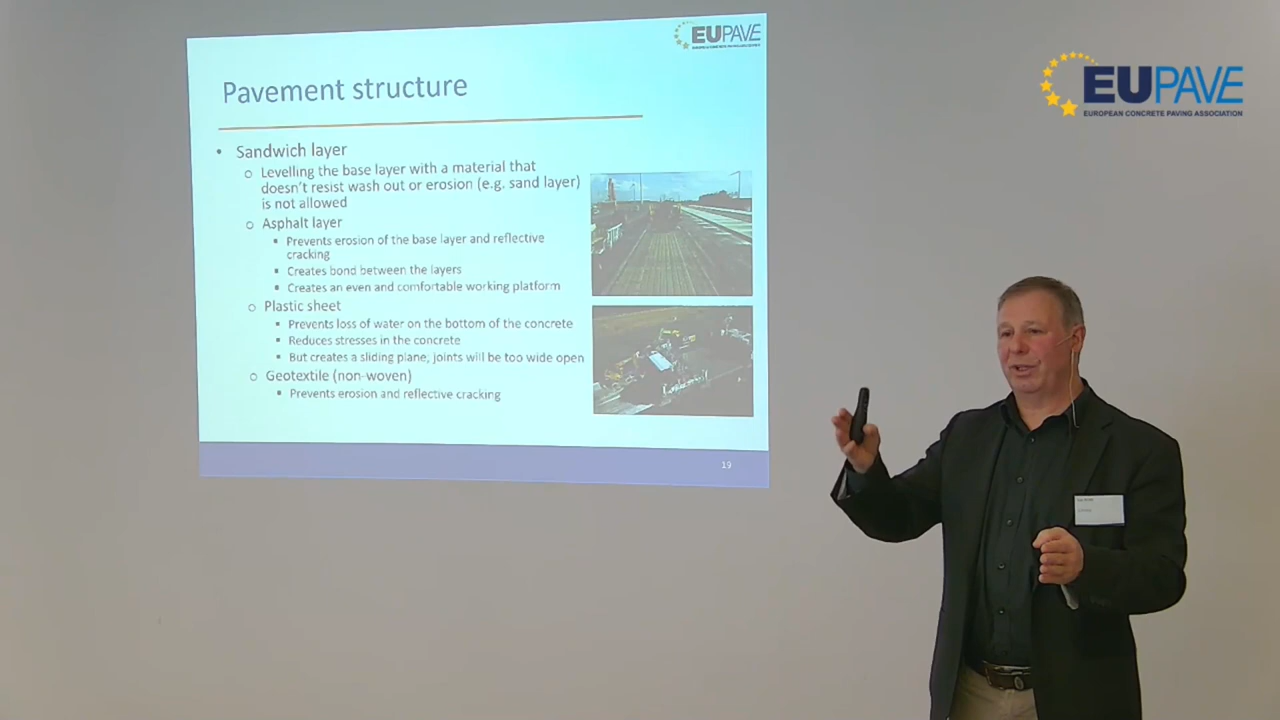 EUPAVE
EUROPEAN CONCRETE PAVING ASSOCIATION
Pavement structure
• Sandwich layer
o Levelling the base layer with a material that
doesn't resist wash out or erosion (e.g. sand layer)
is not allowed
o Asphalt layer
▪ Prevents erosion of the base layer and reflective
cracking
▪ Creates bond between the layers
▪ Creates an even and comfortable working platform
o Plastic sheet
▪ Prevents loss of water on the bottom of the concrete
▪ Reduces stresses in the concrete
▪ But creates a sliding plane; joints will be too wide open
o Geotextile (non-woven)
▪ Prevents erosion and reflective cracking
19
EUPAVE
EUROPEAN CONCRETE PAVING ASSOCIATION